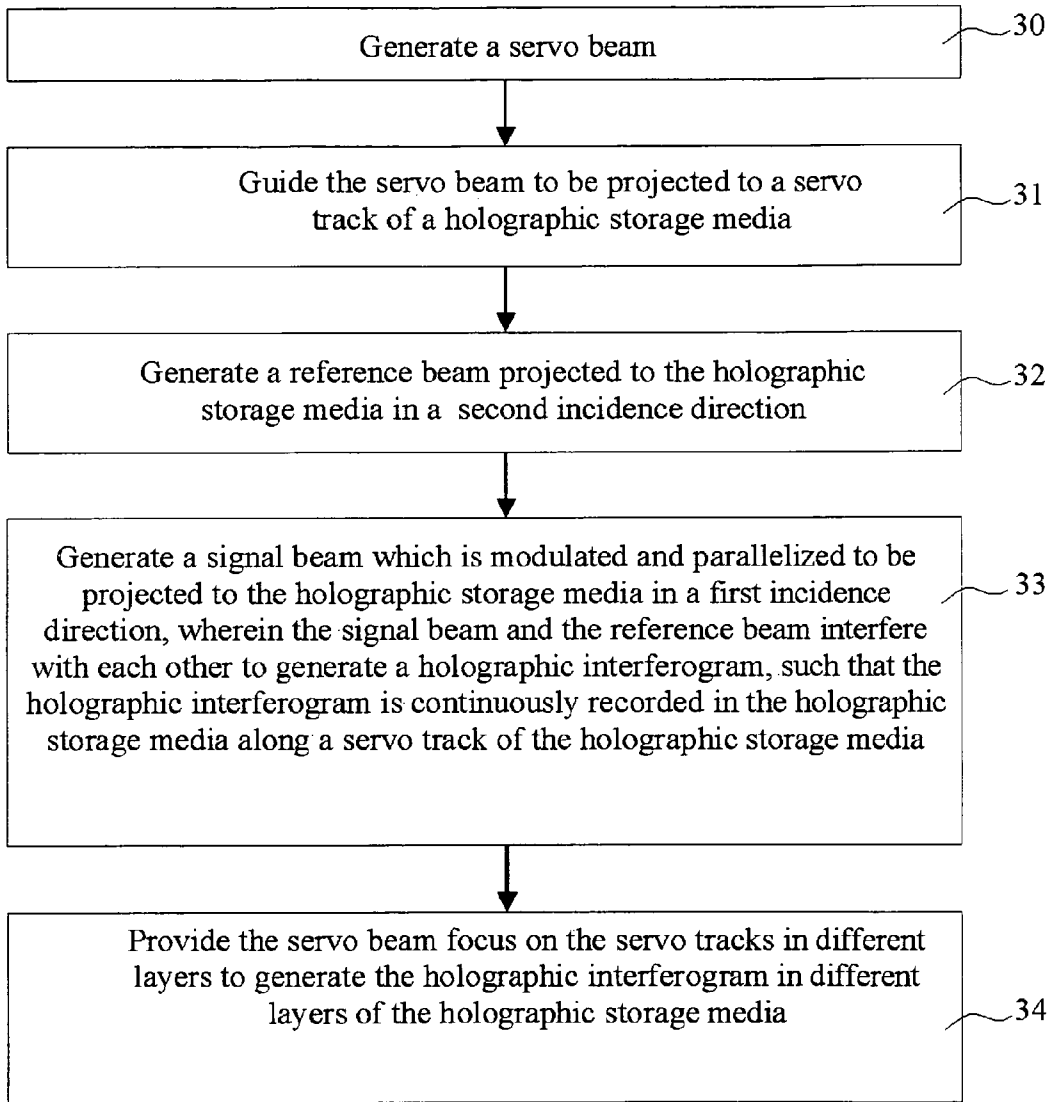 Generate a servo beam
30
Guide the servo beam to be projected to a servo
track of a holographic storage media
31
Generate a reference beam projected to the holographic
storage media in a second incidence direction
32
Generate a signal beam which is modulated and parallelized to be
projected to the holographic storage media in a first incidence
direction, wherein the signal beam and the reference beam interfere
with each other to generate a holographic interferogram, such that the
holographic interferogram is continuously recorded in the holographic
storage media along a servo track of the holographic storage media
33
Provide the servo beam focus on the servo tracks in different
layers to generate the holographic interferogram in different
layers of the holographic storage media
34